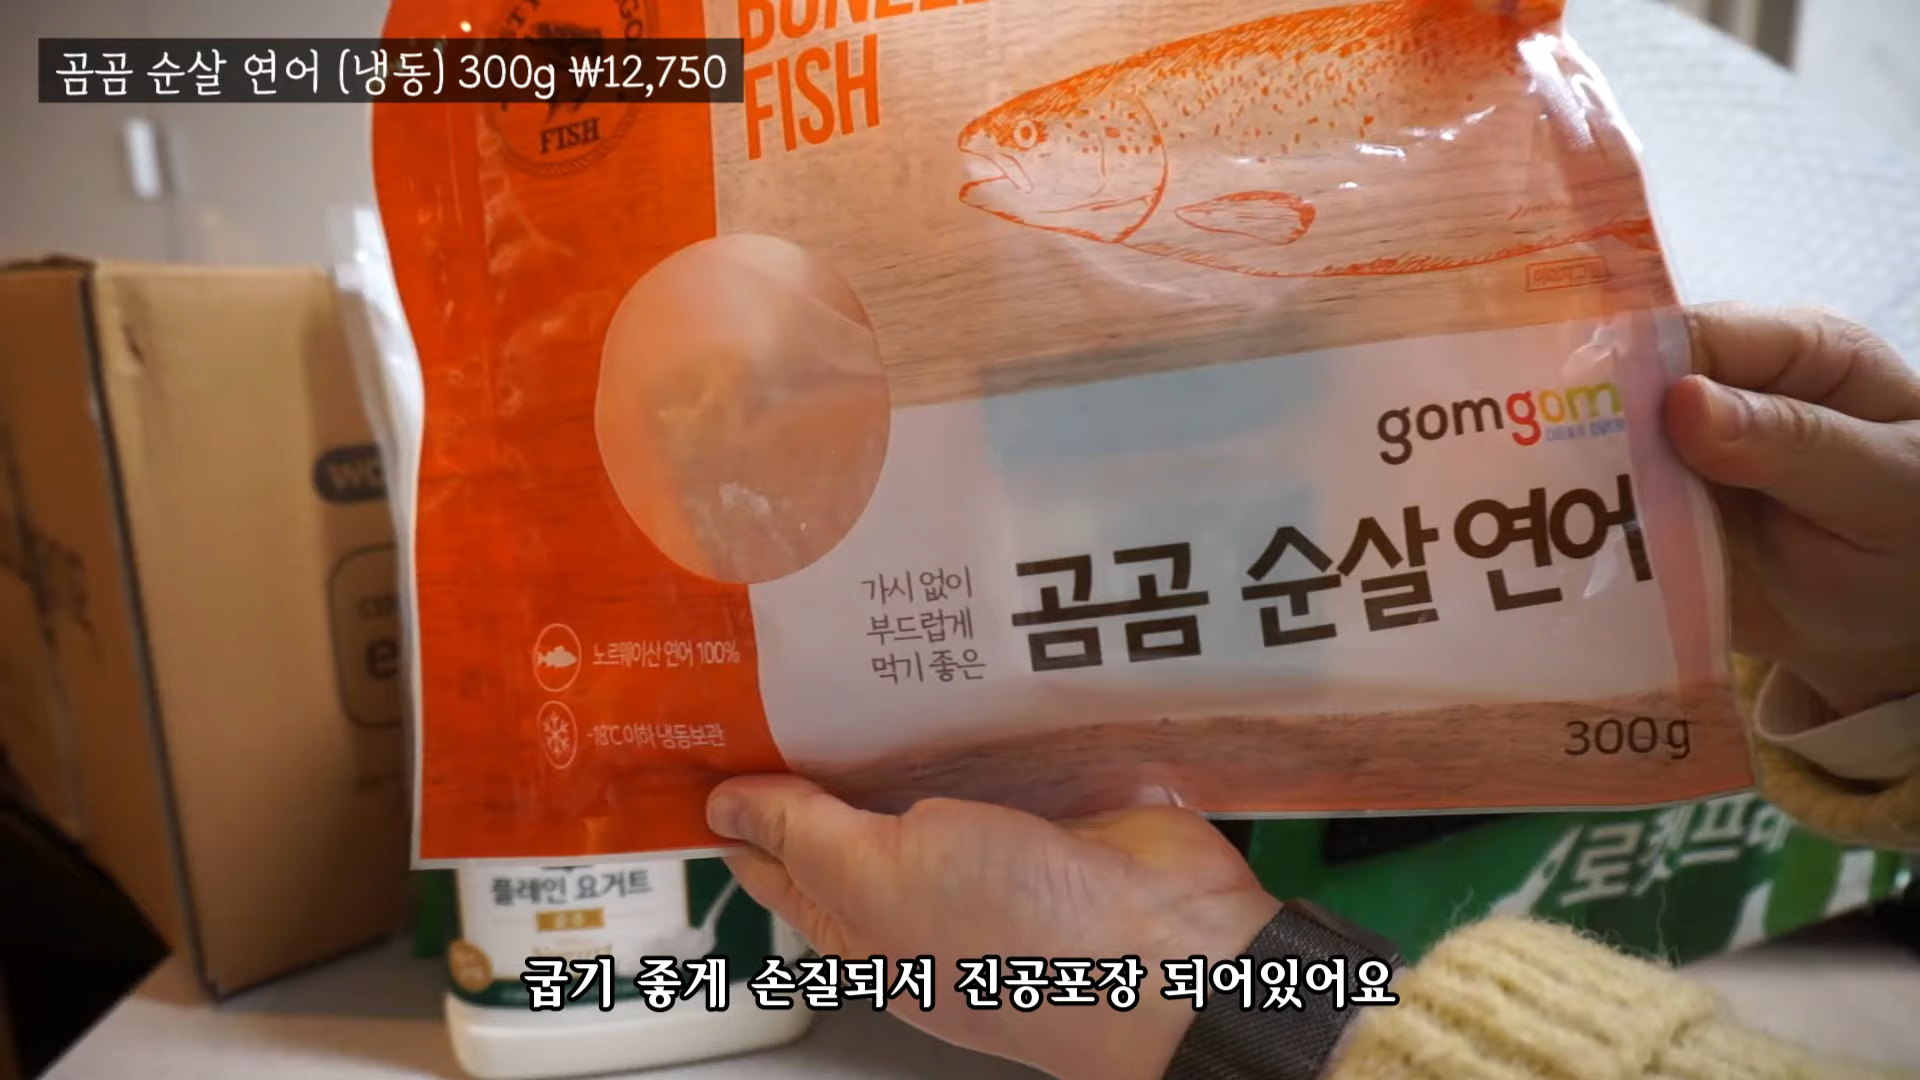 곰곰 순살 연어 (냉동) 300g ₩12,750
FISH
FISH
gomgom
가시 없이
부드럽게
먹기 좋은
곰곰 순살 연어
노르웨이산 연어 100%
-18℃ 이하 냉동보관
300g
플레인 요거트
로켓프레
굽기 좋게 손질되서 진공포장 되어있어요